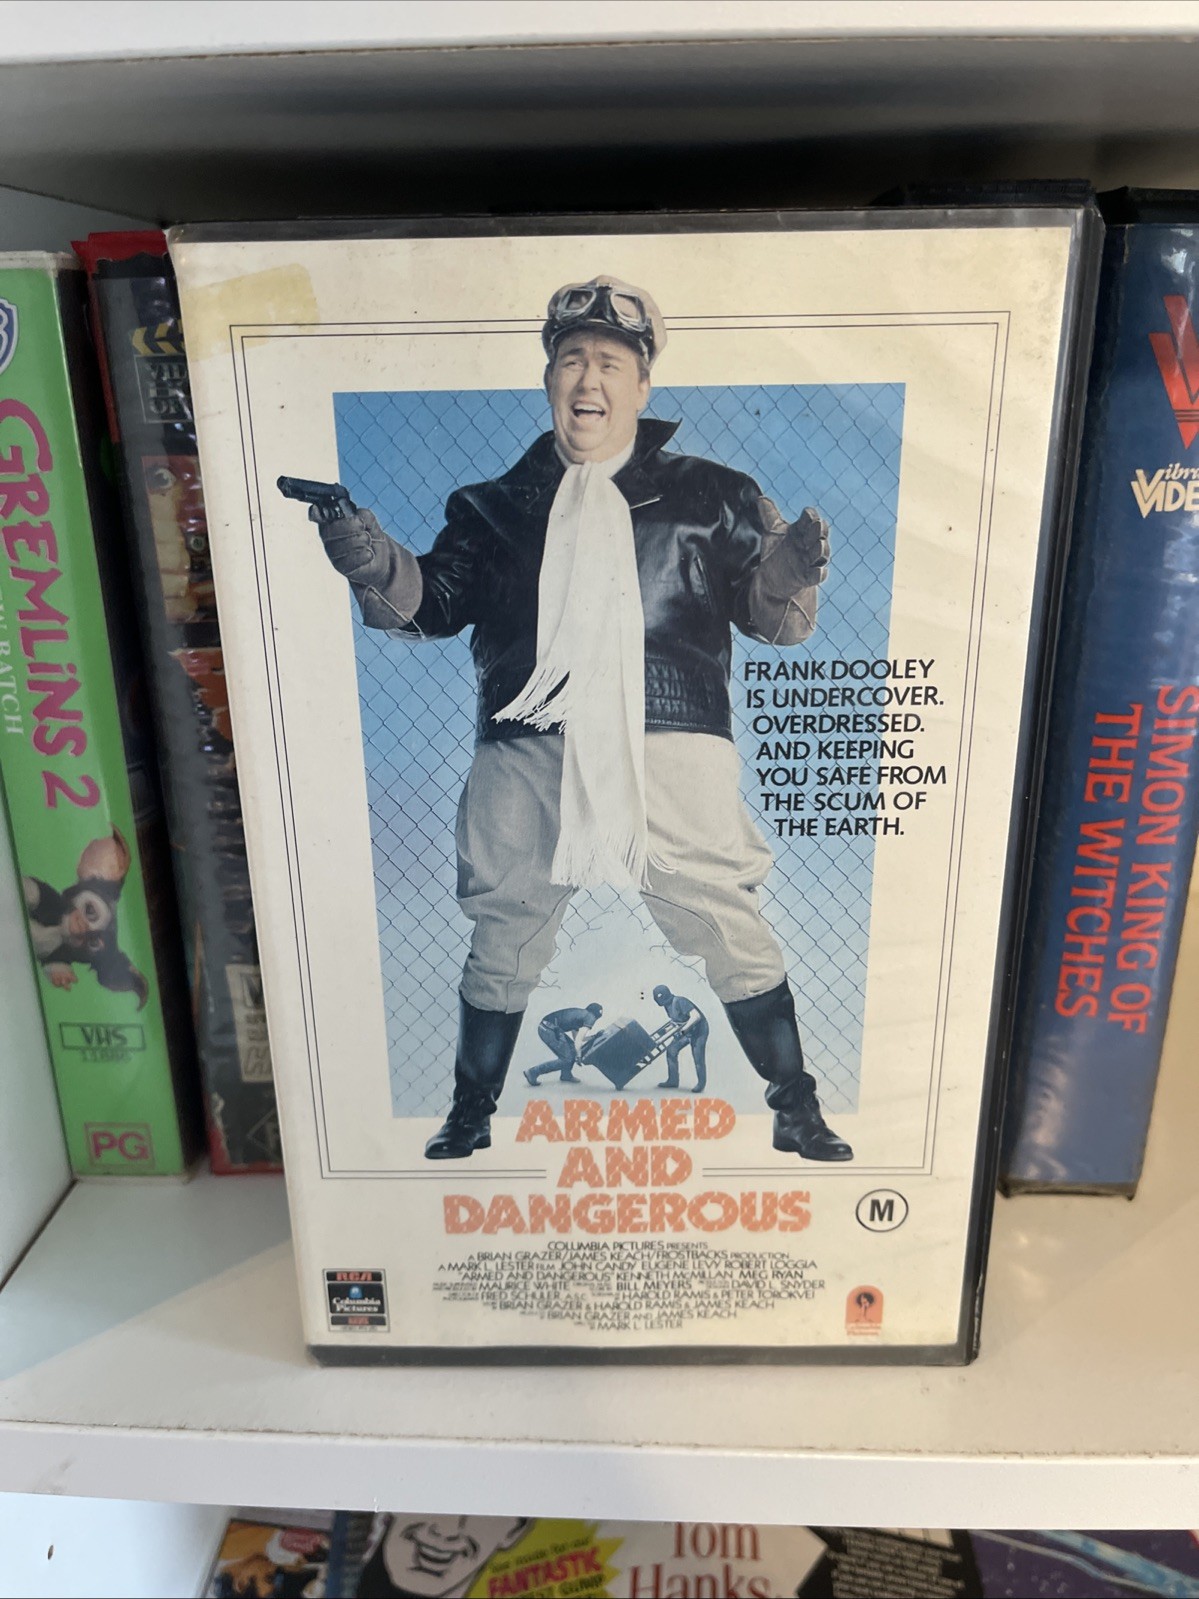 GREMLiNS 2
VHS
PG
FRANK DOOLEY
IS UNDERCOVER.
OVERDRESSED.
AND KEEPING
YOU SAFE FROM
THE SCUM OF
THE EARTH.
ARMED
AND
DANGEROUS
M
COLUMBIA PICTURES PRESENTS
A BRIAN GRAZER/JAMES KEACH/FROSTBACKS PRODUCTION
A MARK L. LESTER FILM JOHN CANDY EUGENE LEVY ROBERT LOGGIA
"ARMED AND DANGEROUS" KENNETH McMILLAN MEG RYAN
MAURICE WHITE BILL MEYERS DAVID L. SNYDER
FRED SCHULER, A.S.C. HAROLD RAMIS & PETER TOROKVEI
BRIAN GRAZER & HAROLD RAMIS & JAMES KEACH
BRIAN GRAZER AND JAMES KEACH
MARK L. LESTER
RCA
Columbia
Pictures
VIDE
SIMON KING OF
THE WITCHES
FANTASTIC
Tom
Hanks